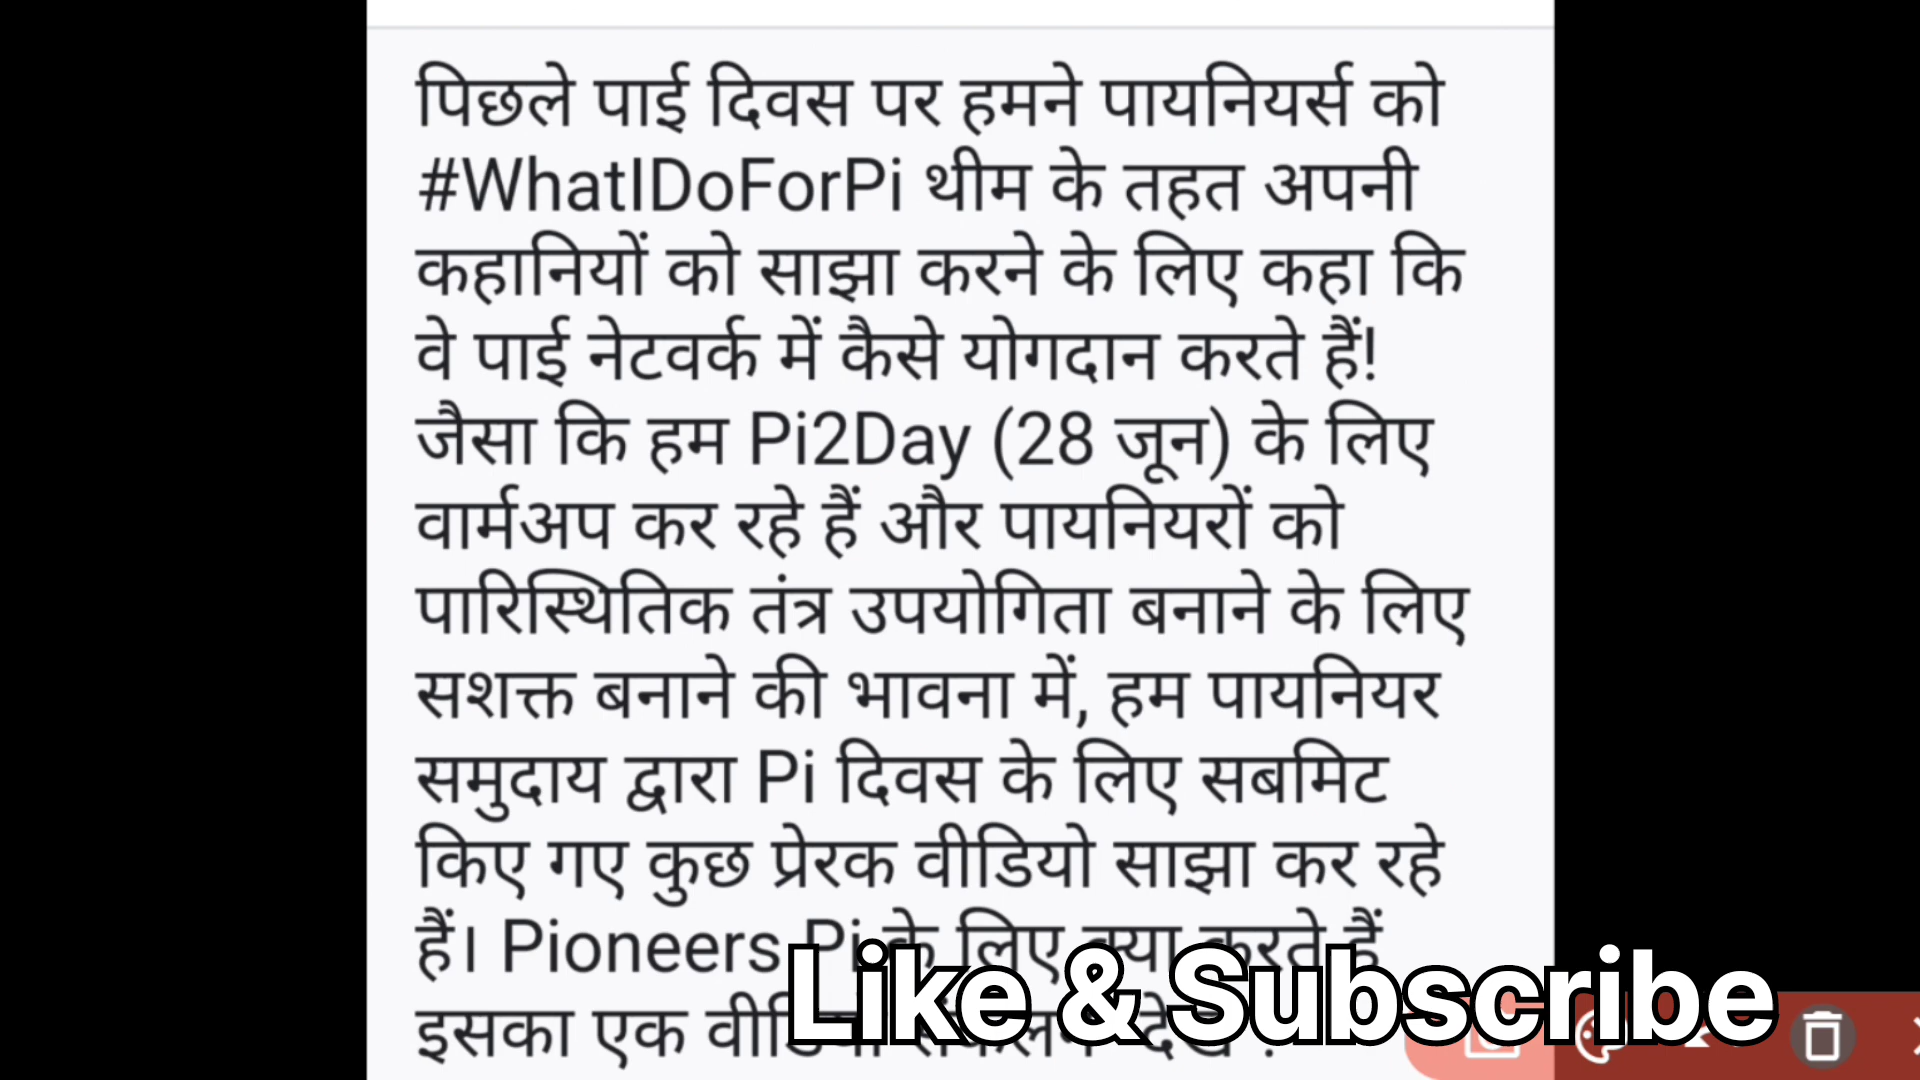 पिछले पाई दिवस पर हमने पायनियर्स को
#WhatIDoForPi थीम के तहत अपनी
कहानियों को साझा करने के लिए कहा कि
वे पाई नेटवर्क में कैसे योगदान करते हैं!
जैसा कि हम Pi2Day (28 जून) के लिए
वार्मअप कर रहे हैं और पायनियरों को
पारिस्थितिक तंत्र उपयोगिता बनाने के लिए
सशक्त बनाने की भावना में, हम पायनियर
समुदाय द्वारा Pi दिवस के लिए सबमिट
किए गए कुछ प्रेरक वीडियो साझा कर रहे
हैं। Pioneers Pi के लिए क्या करते हैं
इसका एक
Like & Subscribe